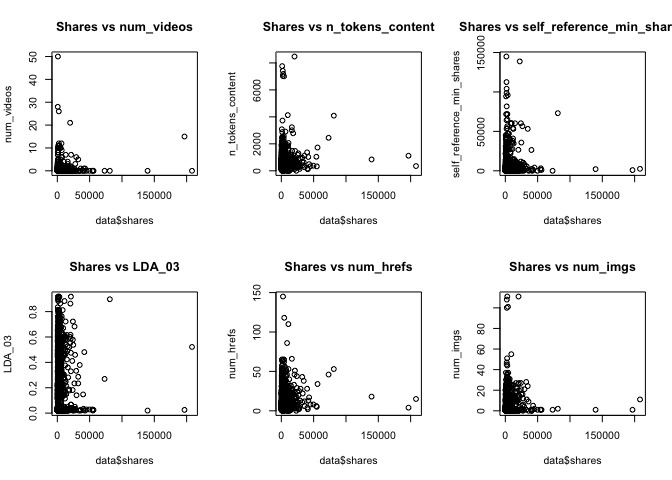 Shares vs num_videos
50
40
30
20
10
0
num_videos
0
50000
150000
data$shares
Shares vs n_tokens_content
6000
2000
0
n_tokens_content
0
50000
150000
data$shares
Shares vs self_reference_min_shar
150000
50000
0
self_reference_min_shares
0
50000
150000
data$shares
Shares vs LDA_03
0.8
0.6
0.4
0.2
0.0
LDA_03
0
50000
150000
data$shares
Shares vs num_hrefs
150
100
50
0
num_hrefs
0
50000
150000
data$shares
Shares vs num_imgs
80
60
40
20
0
num_imgs
0
50000
150000
data$shares